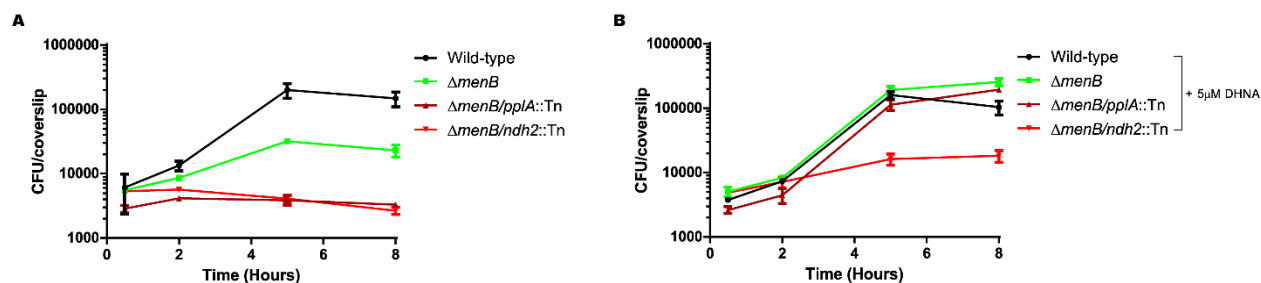 A
CFU/coverslip
1000000
100000
10000
1000
0
2
4
6
8
Time (Hours)
Wild-type
ΔmenB
ΔmenB/pplA::Tn
ΔmenB/ndh2::Tn
B
CFU/coverslip
1000000
100000
10000
1000
0
2
4
6
8
Time (Hours)
Wild-type
ΔmenB
ΔmenB/pplA::Tn
ΔmenB/ndh2::Tn
+ 5μM DHNA